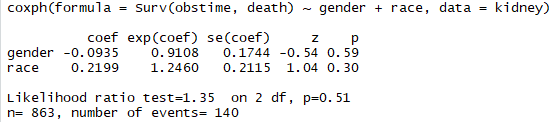 coxph(formula = Surv(obstime, death) ~ gender + race, data = kidney)
coef exp(coef) se(coef) z p
gender -0.0935 0.9108 0.1744 -0.54 0.59
race 0.2199 1.2460 0.2115 1.04 0.30
Likelihood ratio test=1.35 on 2 df, p=0.51
n= 863, number of events= 140